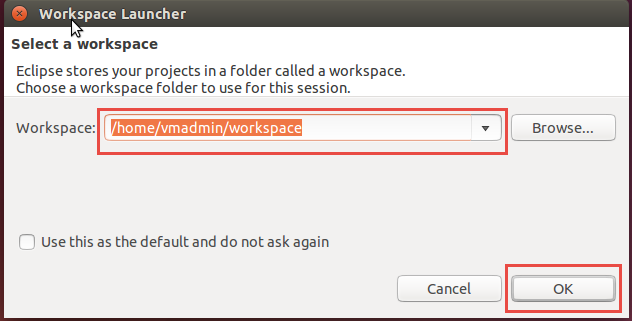 Workspace Launcher
Select a workspace
Eclipse stores your projects in a folder called a workspace.
Choose a workspace folder to use for this session.
Workspace: /home/vmadmin/workspace Browse...
Use this as the default and do not ask again
Cancel OK